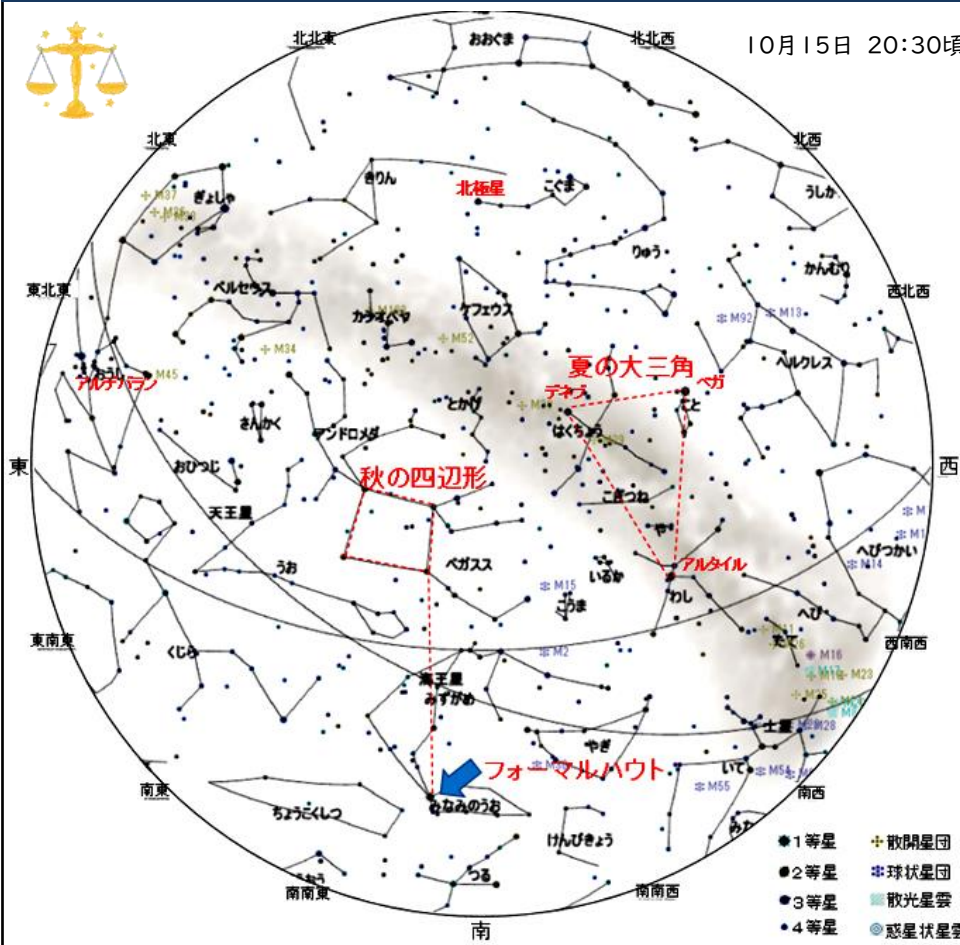 10月15日 20:30頃
北北東
おおぐま
北北西
北東
北西
M37
ぎょしゃ
きりん
北極星
こぐま
うしか
りゅう
東北東
ペルセウス
カシオペヤ
ケフェウス
かんむり
西北西
M92
M13
M34
M52
ヘルクレス
おうし
アルデバラン
M45
夏の大三角
デネブ
ベガ
こと
さんかく
アンドロメダ
とかげ
はくちょう
東
おひつじ
秋の四辺形
西
天王星
こぎつね
や
へびつかい
M14
うお
ペガスス
いるか
アルタイル
M15
こうま
わし
へび
東南東
M11
たて
西南西
くじら
M2
M16
M17
M23
海王星
みずがめ
M25
土星
M28
やぎ
フォーマルハウト
いて
M54
M55
南東
みなみのうお
南西
ちょうこくしつ
けんびきょう
つる
南南東
南南西
南
1等星
散開星団
2等星
球状星団
3等星
散光星雲
4等星
惑星状星雲